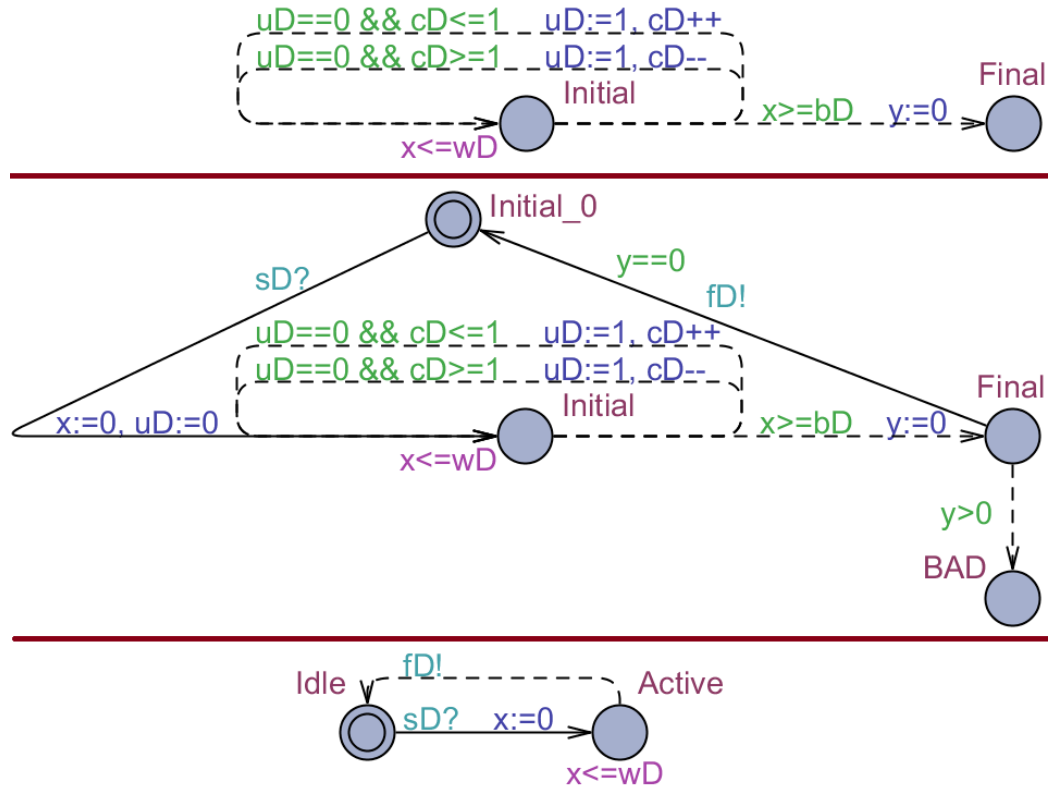 uD==0 && cD<=1 uD:=1, cD++
uD==0 && cD>=1 uD:=1, cD--
Initial
Final
x>=bD y:=0
x<=wD
Initial_0
sD?
y==0
fD!
uD==0 && cD<=1 uD:=1, cD++
uD==0 && cD>=1 uD:=1, cD--
Initial
Final
x:=0, uD:=0
x>=bD y:=0
x<=wD
y>0
BAD
fD!
Idle
Active
sD? x:=0
x<=wD